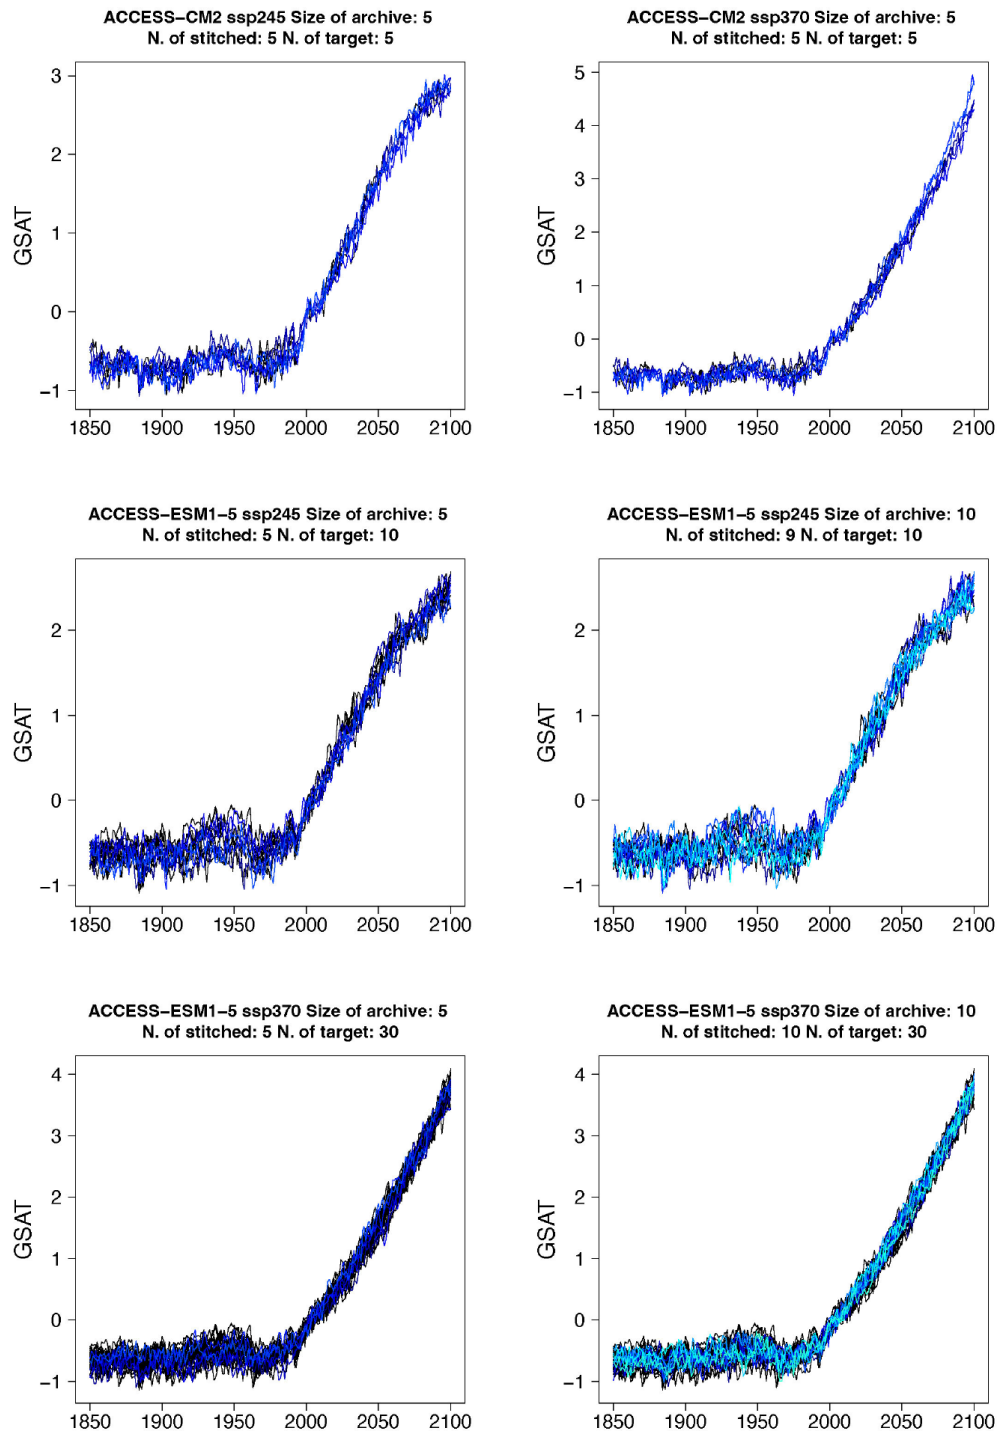 ACCESS−CM2 ssp245 Size of archive: 5
N. of stitched: 5 N. of target: 5
GSAT
3
2
1
0
−1
1850 1900 1950 2000 2050 2100
ACCESS−CM2 ssp370 Size of archive: 5
N. of stitched: 5 N. of target: 5
GSAT
5
4
3
2
1
0
−1
1850 1900 1950 2000 2050 2100
ACCESS−ESM1−5 ssp245 Size of archive: 5
N. of stitched: 5 N. of target: 10
GSAT
2
1
0
−1
1850 1900 1950 2000 2050 2100
ACCESS−ESM1−5 ssp245 Size of archive: 10
N. of stitched: 9 N. of target: 10
GSAT
2
1
0
−1
1850 1900 1950 2000 2050 2100
ACCESS−ESM1−5 ssp370 Size of archive: 5
N. of stitched: 5 N. of target: 30
GSAT
4
3
2
1
0
−1
1850 1900 1950 2000 2050 2100
ACCESS−ESM1−5 ssp370 Size of archive: 10
N. of stitched: 10 N. of target: 30
GSAT
4
3
2
1
0
−1
1850 1900 1950 2000 2050 2100